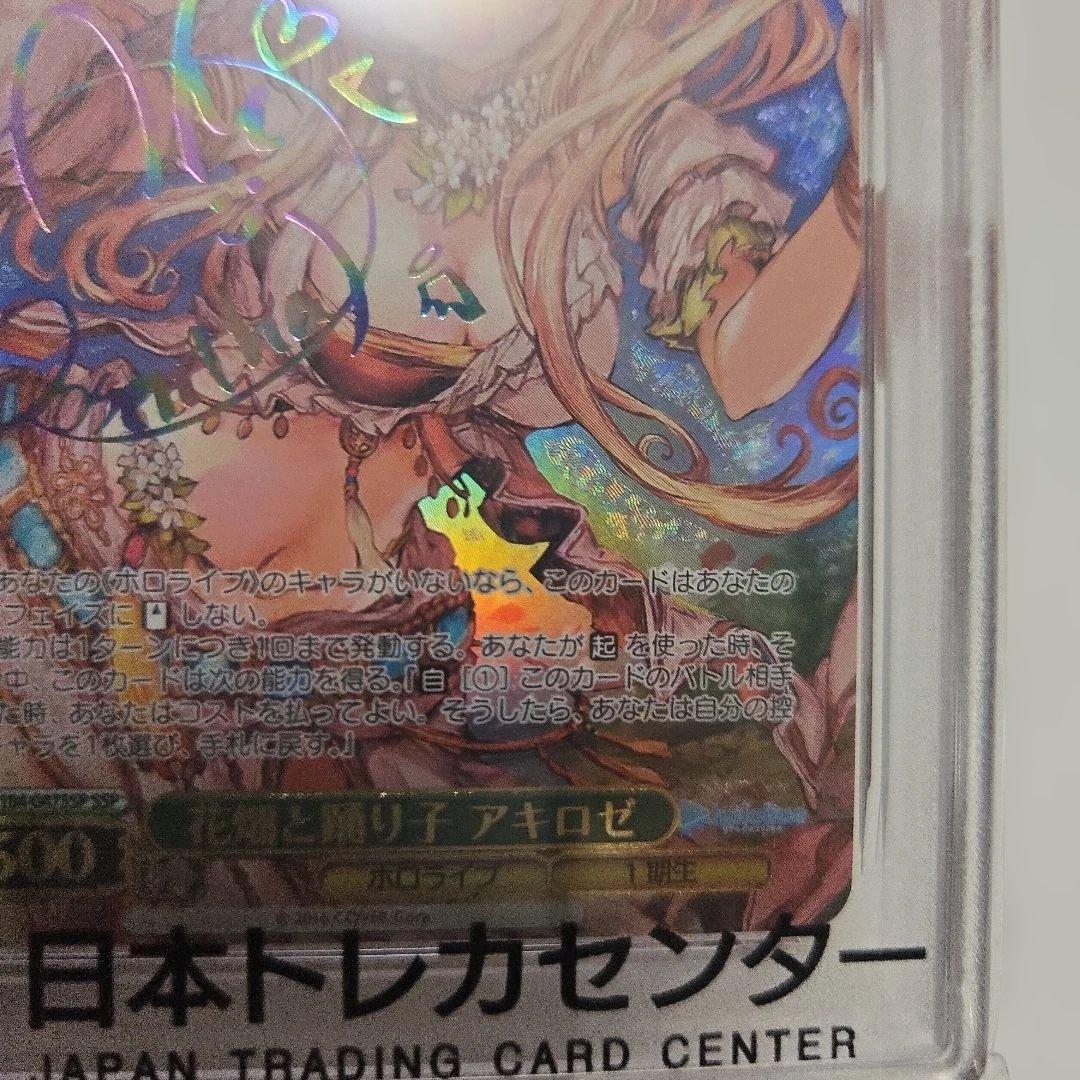 あなたの《ホロライブ》のキャラがいないなら、このカードはあなたの
フェイズに しない。
能力は1ターンにつき1回まで発動する。あなたが 起 を使った時、そ
中、このカードは次の能力を得る。「自 [①] このカードのバトル相手
た時、あなたはコストを払ってよい。そうしたら、あなたは自分の控
ャラを1枚選び、手札に戻す。」
と踊り子 アキロゼ
500
ホロライブ
1期生
© 2016 COVER Corp.
日本トレカセンター
JAPAN TRADING CARD CENTER